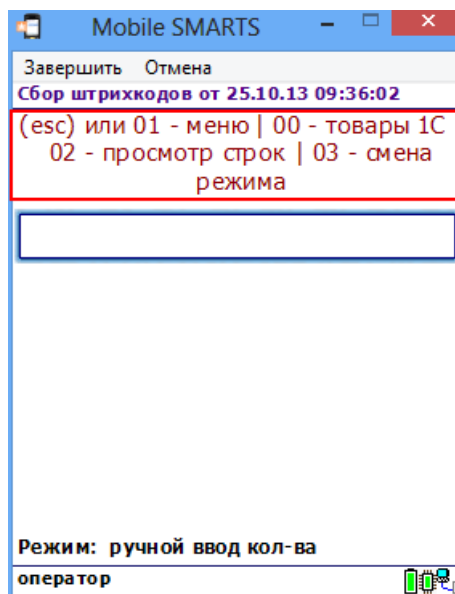 Mobile SMARTS
Завершить Отмена
Сбор штрихкодов от 25.10.13 09:36:02
(esc) или 01 - меню | 00 - товары 1С
02 - просмотр строк | 03 - смена
режима
Режим: ручной ввод кол-ва
оператор